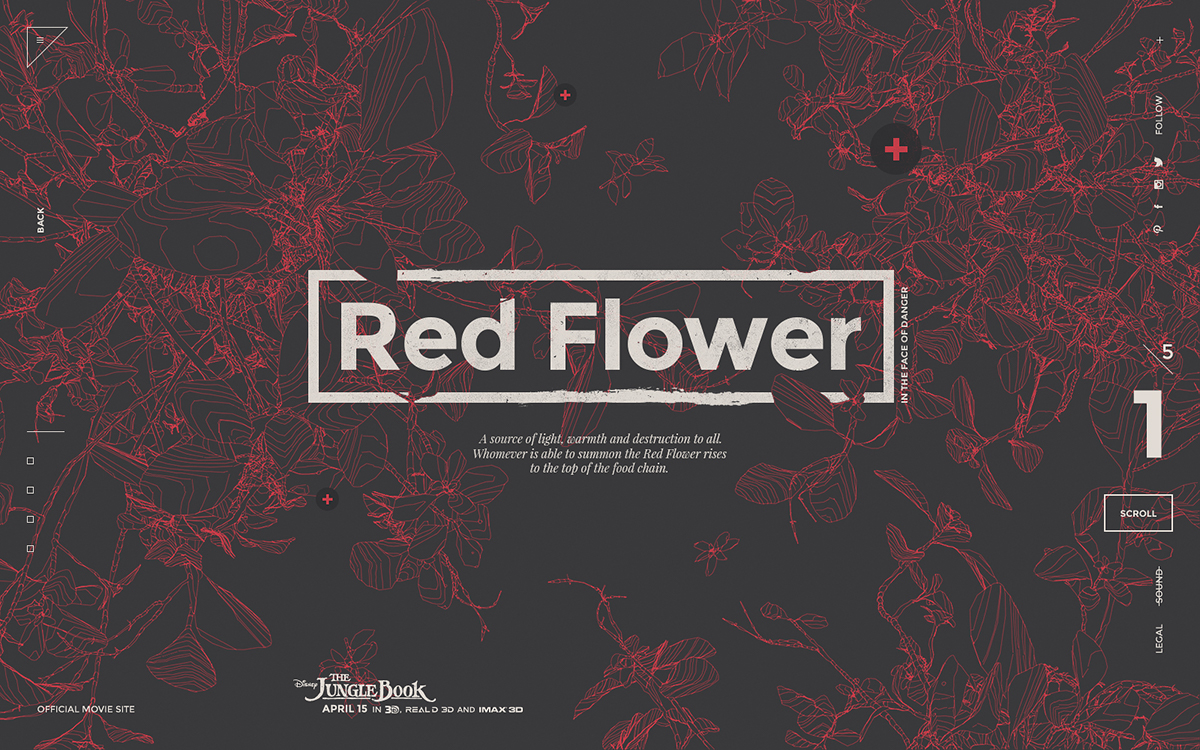 BACK
FOLLOW
Red Flower
IN THE FACE OF DANGER
A source of light, warmth and destruction to all.
Whomever is able to summon the Red Flower rises
to the top of the food chain.
5
1
SCROLL
SOUND
LEGAL
Disney
THE
JUNGLE BOOK
APRIL 15 IN 3D, REALD 3D AND IMAX 3D
OFFICIAL MOVIE SITE